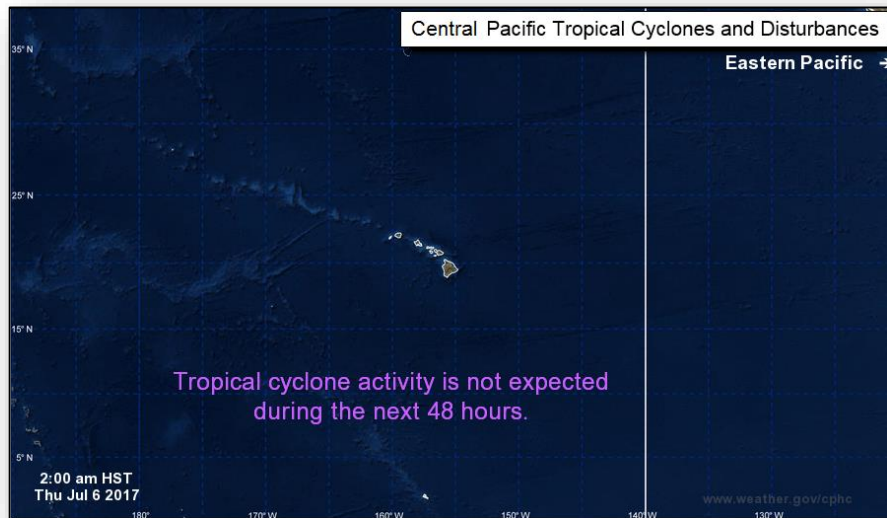 Central Pacific Tropical Cyclones and Disturbances
Eastern Pacific →
35° N
25° N
15° N
Tropical cyclone activity is not expected
during the next 48 hours.
5° N
2:00 am HST
Thu Jul 6 2017
www.weather.gov/cphc
180° 170° W 160° W 150° W 140° W 130° W